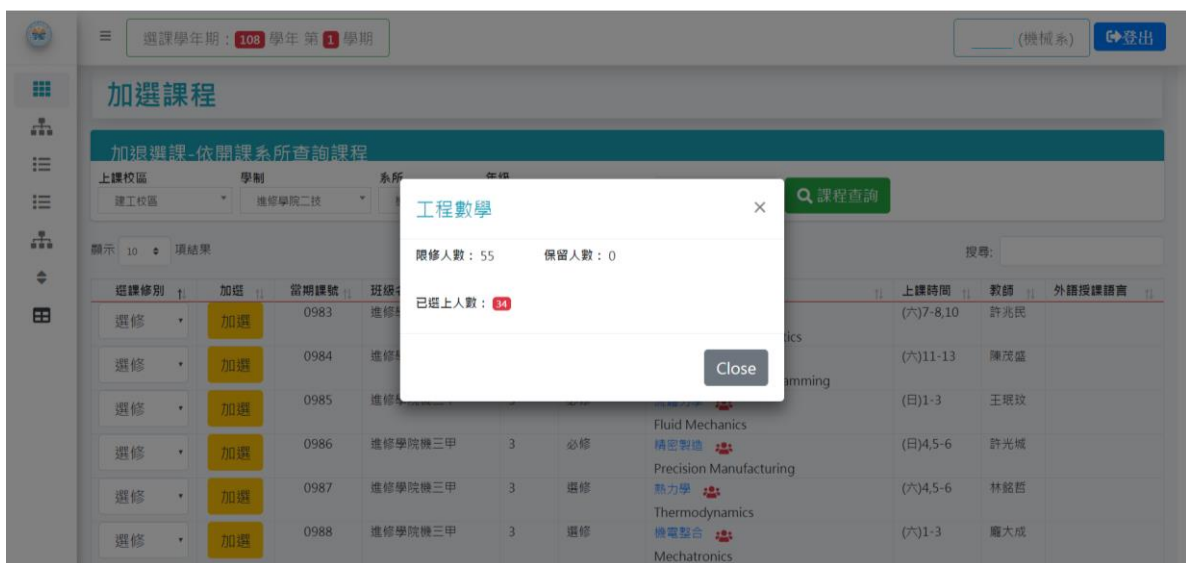 選課學年期：108 學年 第 1 學期
(機械系) 登出
加選課程
加退選課-依開課系所查詢課程
上課校區 學制 系所 年級
建工校區 進修學院二技 課程查詢
工程數學 ×
限修人數：55 保留人數：0
已選上人數：34
Close
顯示 10 項結果 搜尋:
選課修別 加選 當期課號 班級 上課時間 教師 外語授課語言
選修 加選 0983 (六)7-8,10 許兆民
選修 加選 0984 (六)11-13 陳茂盛
選修 加選 0985 (日)1-3 王珉玟
Fluid Mechanics
選修 加選 0986 進修學院機三甲 3 必修 精密製造 (日)4,5-6 許光城
Precision Manufacturing
選修 加選 0987 進修學院機三甲 3 選修 熱力學 (六)4,5-6 林銘哲
Thermodynamics
選修 加選 0988 進修學院機三甲 3 選修 機電整合 (六)1-3 龐大成
Mechatronics